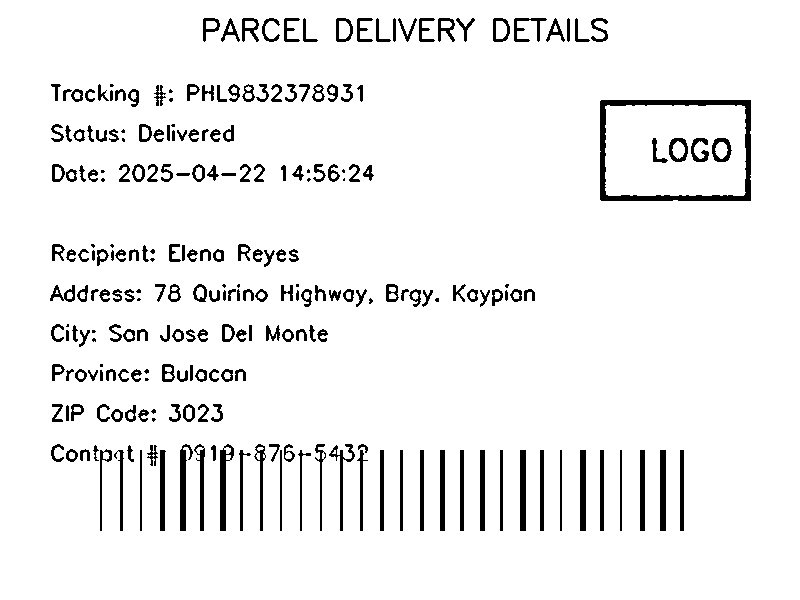 PARCEL DELIVERY DETAILS
Tracking #: PHL9832378931
Status: Delivered
Date: 2025-04-22 14:56:24
LOGO
Recipient: Elena Reyes
Address: 78 Quirino Highway, Brgy. Kaypian
City: San Jose Del Monte
Province: Bulacan
ZIP Code: 3023
Contact #: 0919-876-5432